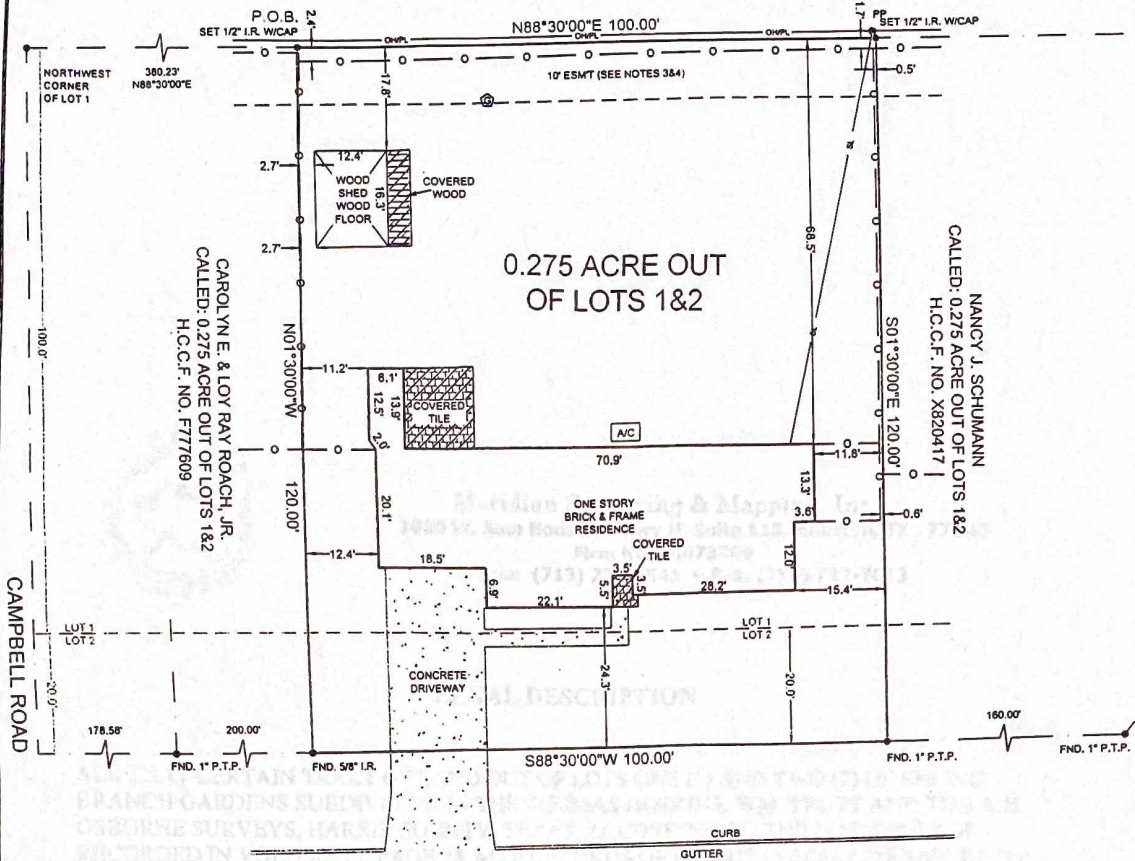 P.O.B.
SET 1/2" I.R. W/CAP
2.4'
N88°30'00"E 100.00'
OH/PL
OH/PL
OH/PL
1.7'
PP
SET 1/2" I.R. W/CAP
NORTHWEST
CORNER
OF LOT 1
380.23'
N88°30'00"E
17.8'
10' ESM'T (SEE NOTES 3&4)
0.5'
G
2.7'
12.4'
WOOD
SHED
WOOD
FLOOR
16.3'
COVERED
WOOD
2.7'
68.5'
0.275 ACRE OUT
OF LOTS 1&2
100.0'
CAROLYN E. & LOY RAY ROACH, JR.
CALLED: 0.275 ACRE OUT OF LOTS 1&2
H.C.C.F. NO. F777609
N01°30'00"W 120.00'
S01°30'00"E 120.00'
NANCY J. SCHUMANN
CALLED: 0.275 ACRE OUT OF LOTS 1&2
H.C.C.F. NO. X820417
11.2'
6.1'
12.5'
13.9'
COVERED
TILE
2.0'
A/C
70.9'
11.8'
13.3'
20.1'
ONE STORY
BRICK & FRAME
RESIDENCE
3.6'
0.6'
COVERED
TILE
12.0'
12.4'
18.5'
6.9'
3.5'
5.5'
3.5'
22.1'
28.2'
15.4'
LOT 1
LOT 2
LOT 1
LOT 2
CONCRETE
DRIVEWAY
24.3'
20.0'
20.0'
CAMPBELL ROAD
178.58'
200.00'
160.00'
FND. 1" P.T.P.
FND. 5/8" I.R.
S88°30'00"W 100.00'
FND. 1" P.T.P.
FND. 1" P.T.P.
CURB
GUTTER